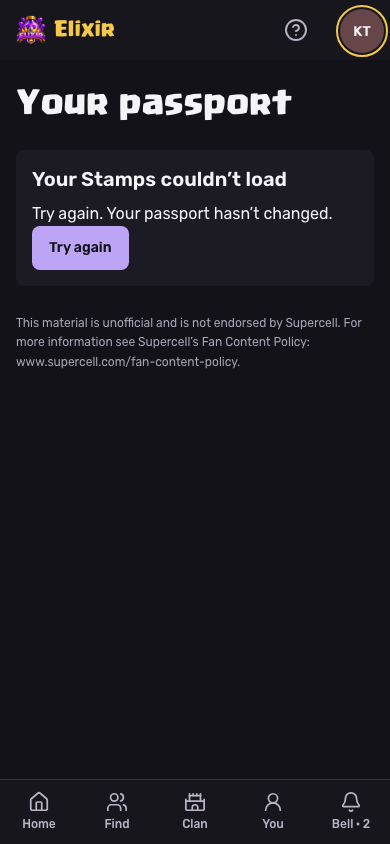 Elixir
KT
Your passport
Your Stamps couldn’t load
Try again. Your passport hasn’t changed.
Try again
This material is unofficial and is not endorsed by Supercell. For
more information see Supercell’s Fan Content Policy:
www.supercell.com/fan-content-policy.
Home
Find
Clan
You
Bell • 2